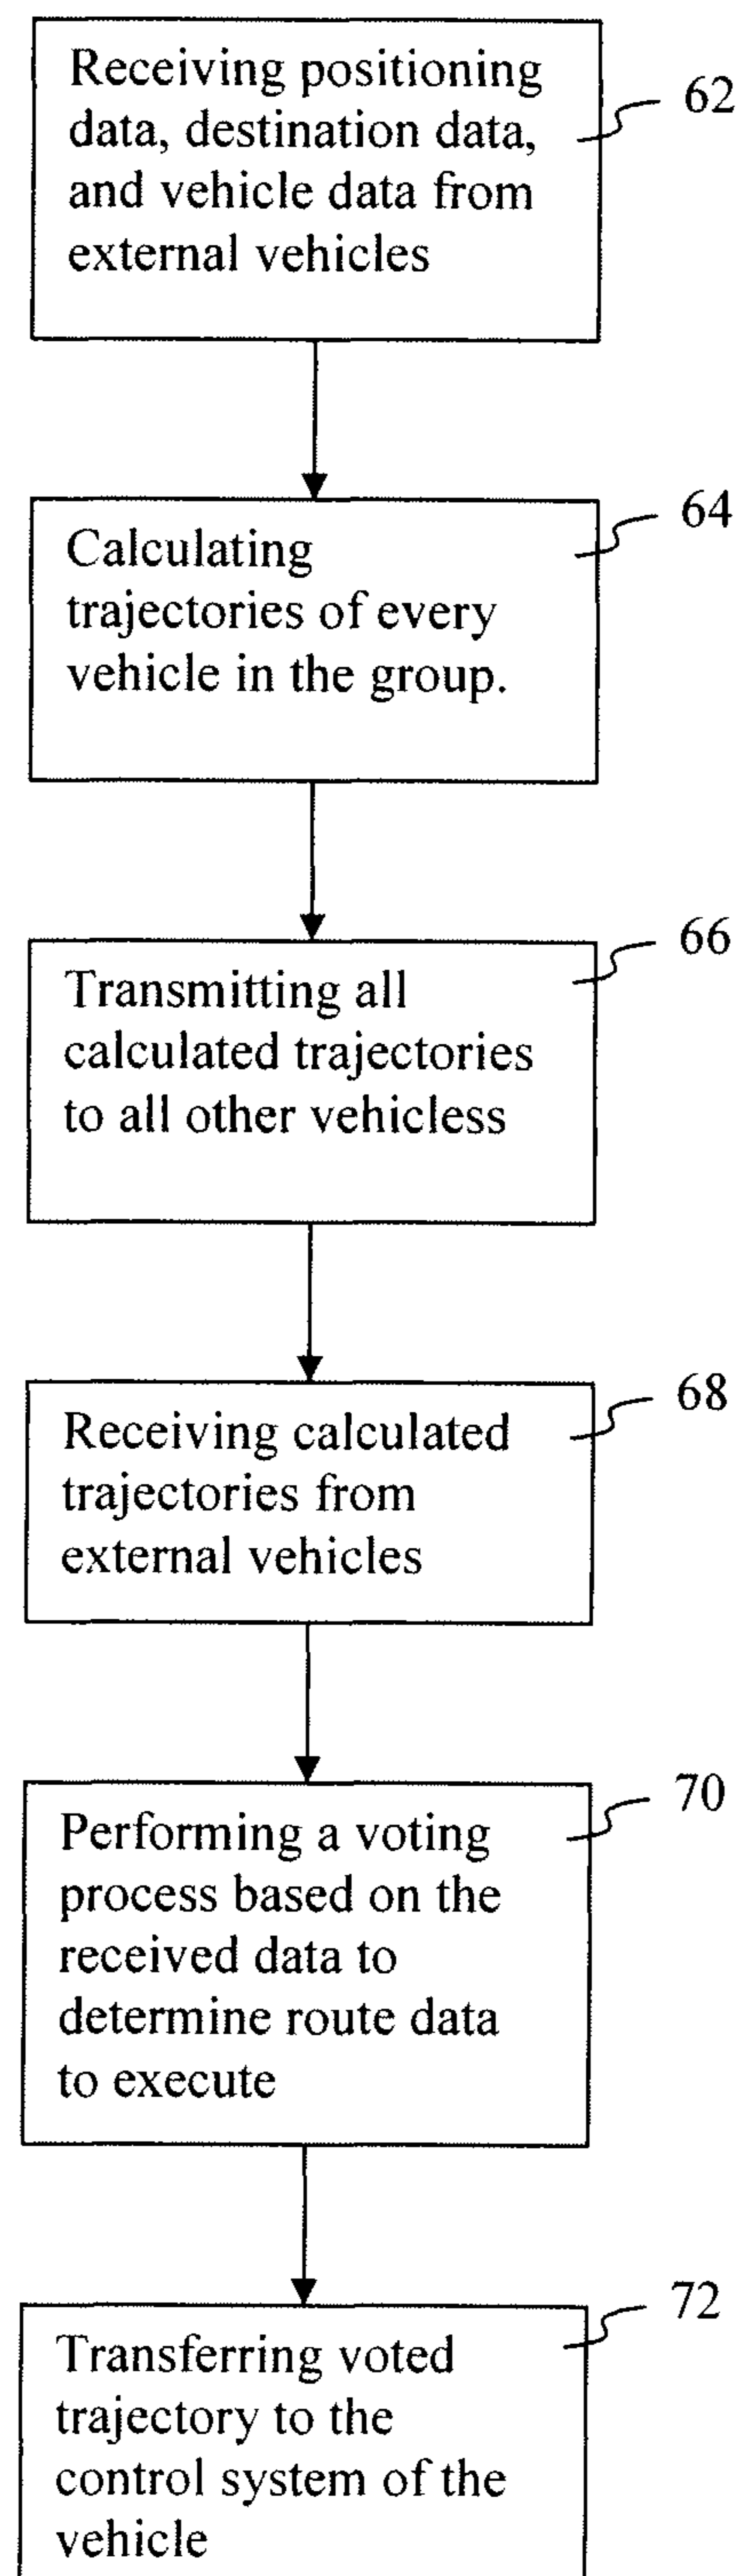 Receiving positioning
data, destination data,
and vehicle data from
external vehicles
62
Calculating
trajectories of every
vehicle in the group.
64
Transmitting all
calculated trajectories
to all other vehicless
66
Receiving calculated
trajectories from
external vehicles
68
Performing a voting
process based on the
received data to
determine route data
to execute
70
Transferring voted
trajectory to the
control system of the
vehicle
72